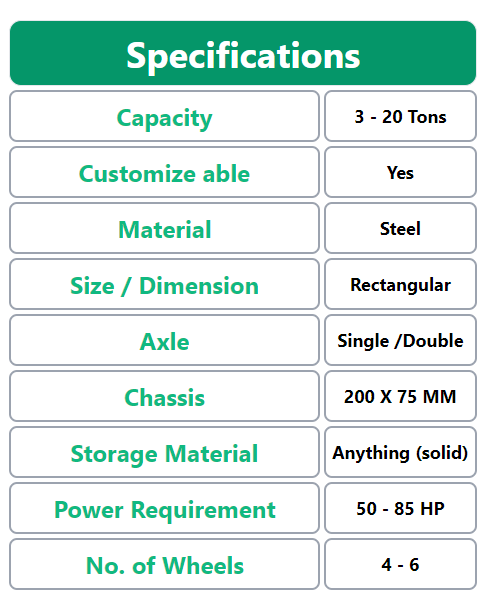 Specifications
Capacity 3 - 20 Tons
Customize able Yes
Material Steel
Size / Dimension Rectangular
Axle Single /Double
Chassis 200 X 75 MM
Storage Material Anything (solid)
Power Requirement 50 - 85 HP
No. of Wheels 4 - 6